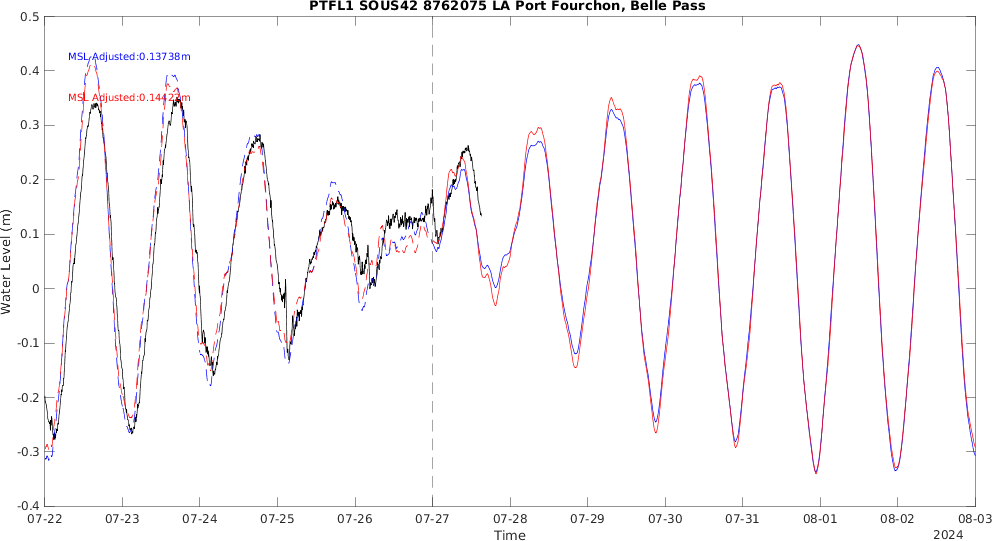 PTFL1 SOUS42 8762075 LA Port Fourchon, Belle Pass
Water Level (m)
0.5
0.4
0.3
0.2
0.1
0
-0.1
-0.2
-0.3
-0.4
MSL Adjusted:0.13738m
MSL Adjusted:0.14422m
07-22 07-23 07-24 07-25 07-26 07-27 07-28 07-29 07-30 07-31 08-01 08-02 08-03
Time
2024